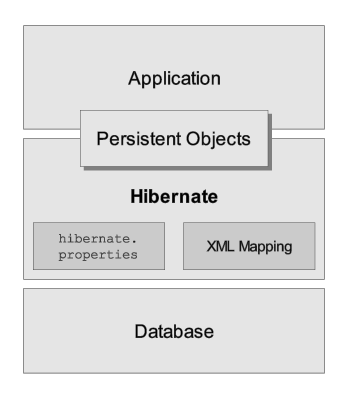 Application
Persistent Objects
Hibernate
hibernate.
properties
XML Mapping
Database